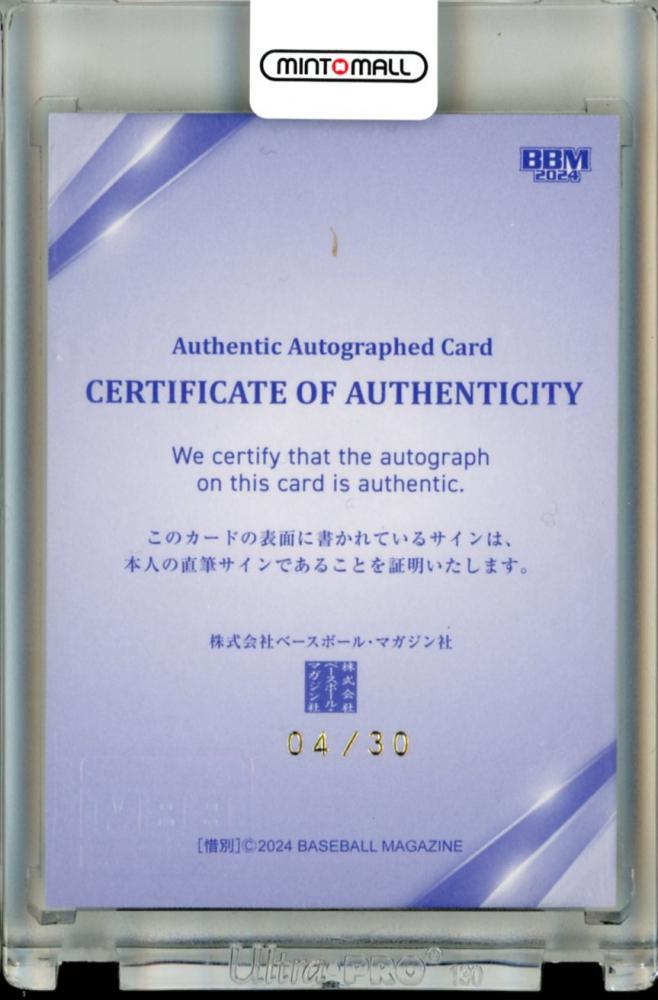 MINTMALL
BBM
2024
Authentic Autographed Card
CERTIFICATE OF AUTHENTICITY
We certify that the autograph
on this card is authentic.
このカードの表面に書かれているサインは、
本人の直筆サインであることを証明いたします。
株式会社ベースボール・マガジン社
株式会社
ベースボール・
マガジン社
04/30
[惜別]©2024 BASEBALL MAGAZINE
Ultra·PRO® 130